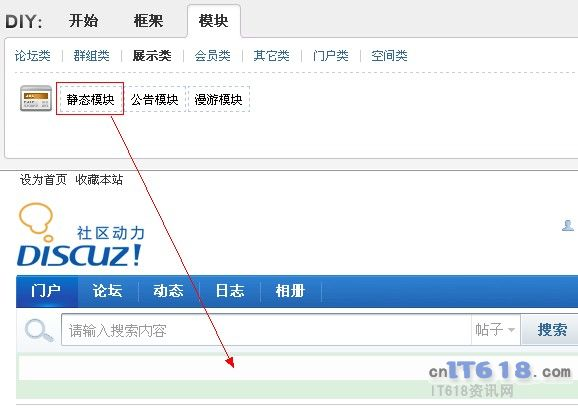 DIY: 开始 框架 模块
论坛类 群组类 展示类 会员类 其它类 门户类 空间类
静态模块 公告模块 漫游模块
设为首页 收藏本站
社区动力
DISCUZ!
门户 论坛 动态 日志 相册
请输入搜索内容 帖子 搜索
cnIT618.com
IT618资讯网